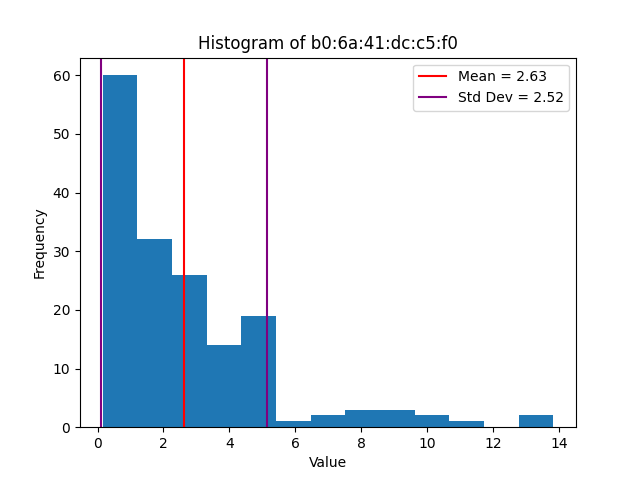 Histogram of b0:6a:41:dc:c5:f0
Mean = 2.63
Std Dev = 2.52
60
50
40
30
20
10
0
Frequency
0 2 4 6 8 10 12 14
Value